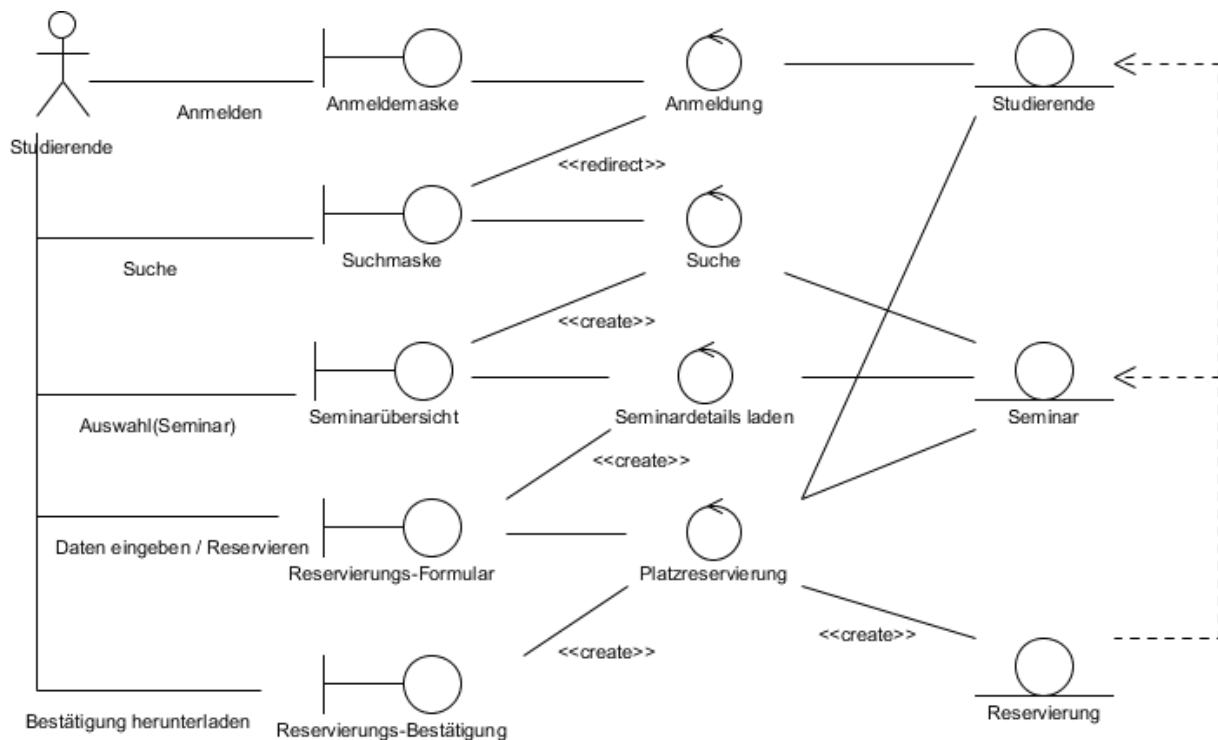 Anmelden
Anmeldemaske
Anmeldung
Studierende
Studierende
<<redirect>>
Suche
Suchmaske
Suche
<<create>>
Auswahl(Seminar)
Seminarübersicht
Seminardetails laden
Seminar
<<create>>
Daten eingeben / Reservieren
Reservierungs-Formular
Platzreservierung
<<create>>
<<create>>
Bestätigung herunterladen
Reservierungs-Bestätigung
Reservierung